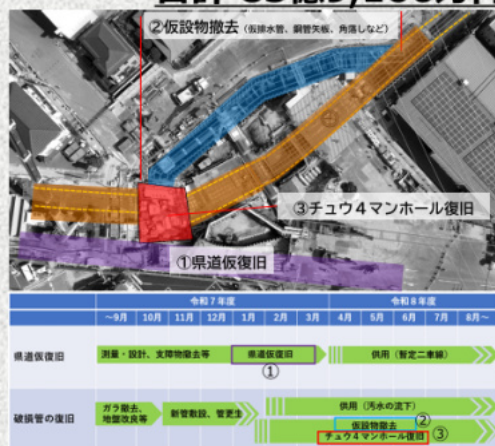 ②仮設物撤去（仮排水管、鋼管矢板、角落しなど）
③チュウ４マンホール復旧
①県道仮復旧
令和７年度 令和８年度
～9月 10月 11月 12月 1月 2月 3月 4月 5月 6月 7月 8月～
県道仮復旧 測量・設計、支障物撤去等 県道仮復旧 供用（暫定二車線）
①
破損管の復旧 ガラ撤去、地盤改良等 新管敷設、管更生 供用（汚水の流下）
仮設物撤去 ②
チュウ４マンホール復旧 ③